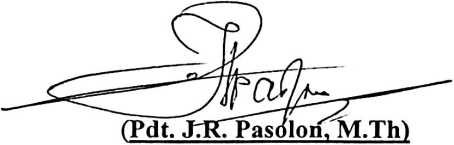 (Pdt. J.R. Pasolon, M.Th)